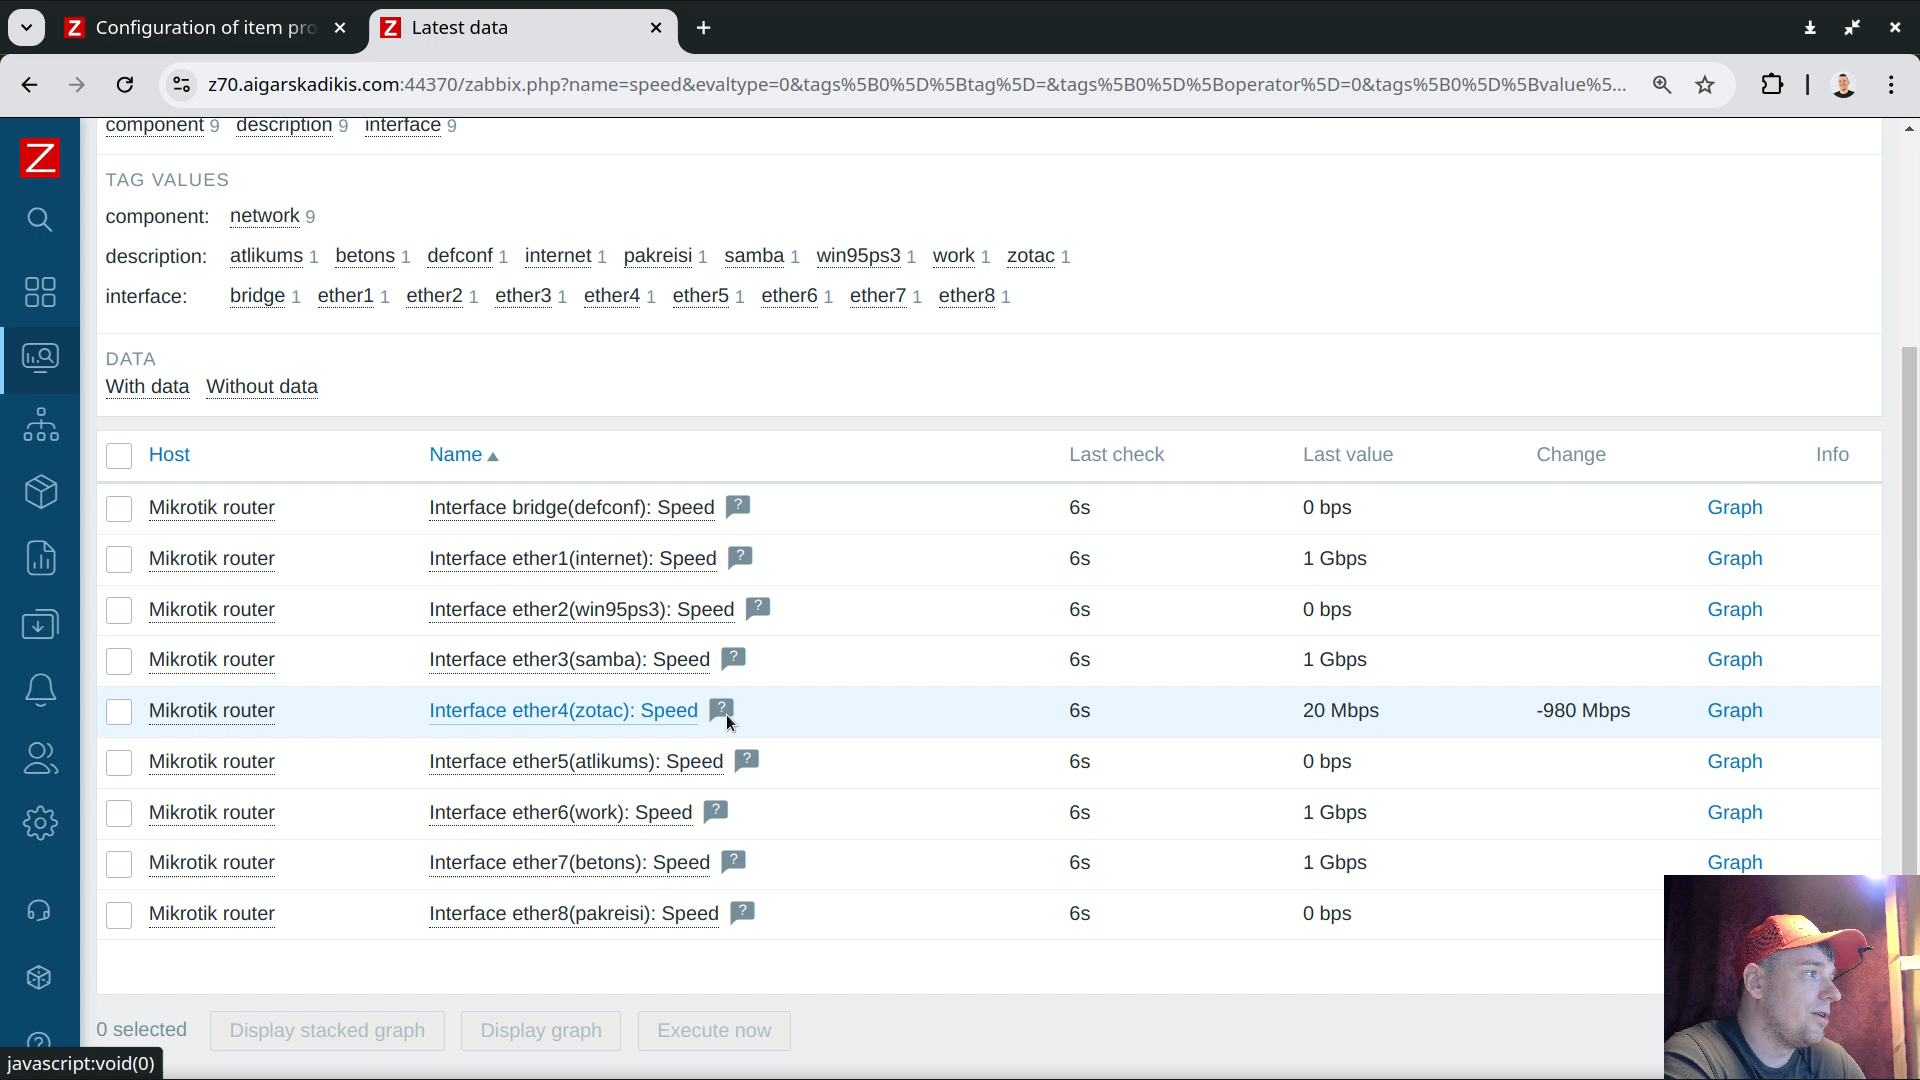 Z Configuration of item pro
Z Latest data
z70.aigarskadikis.com:44370/zabbix.php?name=speed&evaltype=0&tags%5B0%5D%5Btag%5D=&tags%5B0%5D%5Boperator%5D=0&tags%5B0%5D%5Bvalue%5...
Z
component 9 description 9 interface 9
TAG VALUES
component: network 9
description: atlikums 1 betons 1 defconf 1 internet 1 pakreisi 1 samba 1 win95ps3 1 work 1 zotac 1
interface: bridge 1 ether1 1 ether2 1 ether3 1 ether4 1 ether5 1 ether6 1 ether7 1 ether8 1
DATA
With data Without data
Host Name Last check Last value Change Info
Mikrotik router Interface bridge(defconf): Speed ? 6s 0 bps Graph
Mikrotik router Interface ether1(internet): Speed ? 6s 1 Gbps Graph
Mikrotik router Interface ether2(win95ps3): Speed ? 6s 0 bps Graph
Mikrotik router Interface ether3(samba): Speed ? 6s 1 Gbps Graph
Mikrotik router Interface ether4(zotac): Speed ? 6s 20 Mbps -980 Mbps Graph
Mikrotik router Interface ether5(atlikums): Speed ? 6s 0 bps Graph
Mikrotik router Interface ether6(work): Speed ? 6s 1 Gbps Graph
Mikrotik router Interface ether7(betons): Speed ? 6s 1 Gbps Graph
Mikrotik router Interface ether8(pakreisi): Speed ? 6s 0 bps
0 selected Display stacked graph Display graph Execute now
javascript:void(0)